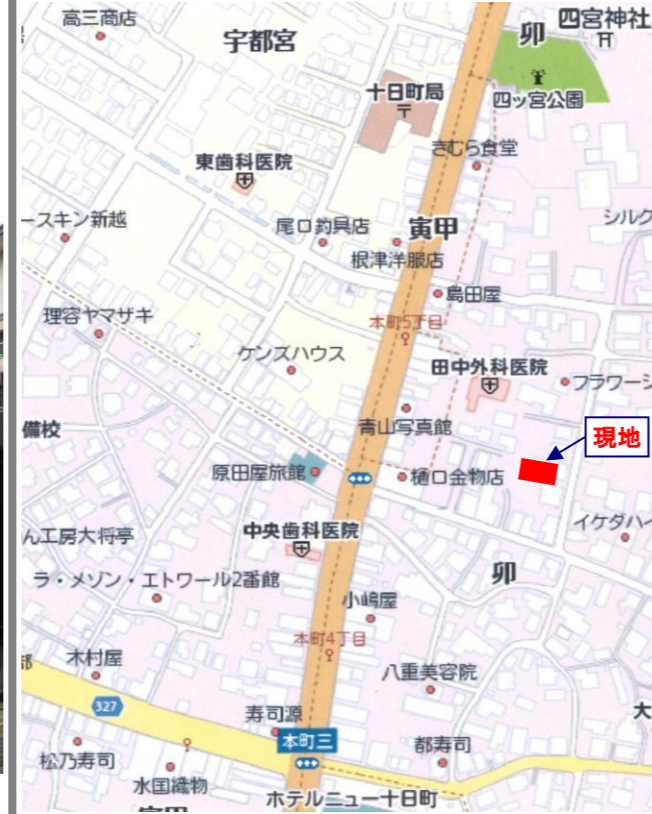 高三商店
宇都宮
卯
四宮神社
十日町局
四ッ宮公園
東歯科医院
きむら食堂
ースキン新越
尾口釣具店
寅甲
シルク
根津洋服店
島田屋
理容ヤマザキ
本町5丁目
ケンズハウス
田中外科医院
フラワーシ
備校
青山写真館
現地
原田屋旅館
樋口金物店
ん工房大将亭
中央歯科医院
イケダハイ
卯
ラ・メゾン・エトワール2番館
小嶋屋
本町4丁目
木村屋
八重美容院
327
寿司源
大
本町三
都寿司
松乃寿司
水国織物
ホテルニュー十日町